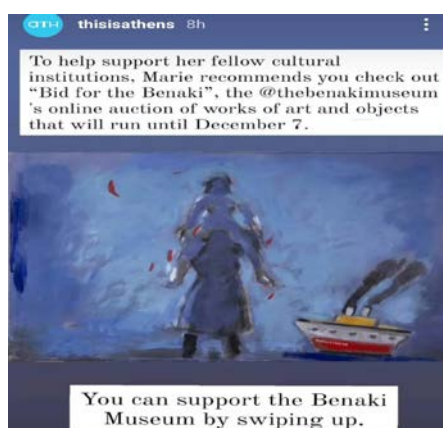 ATH thisisathens 8h
To help support her fellow cultural
institutions, Marie recommends you check out
“Bid for the Benaki”, the @thebenakimuseum
's online auction of works of art and objects
that will run until December 7.
You can support the Benaki
Museum by swiping up.